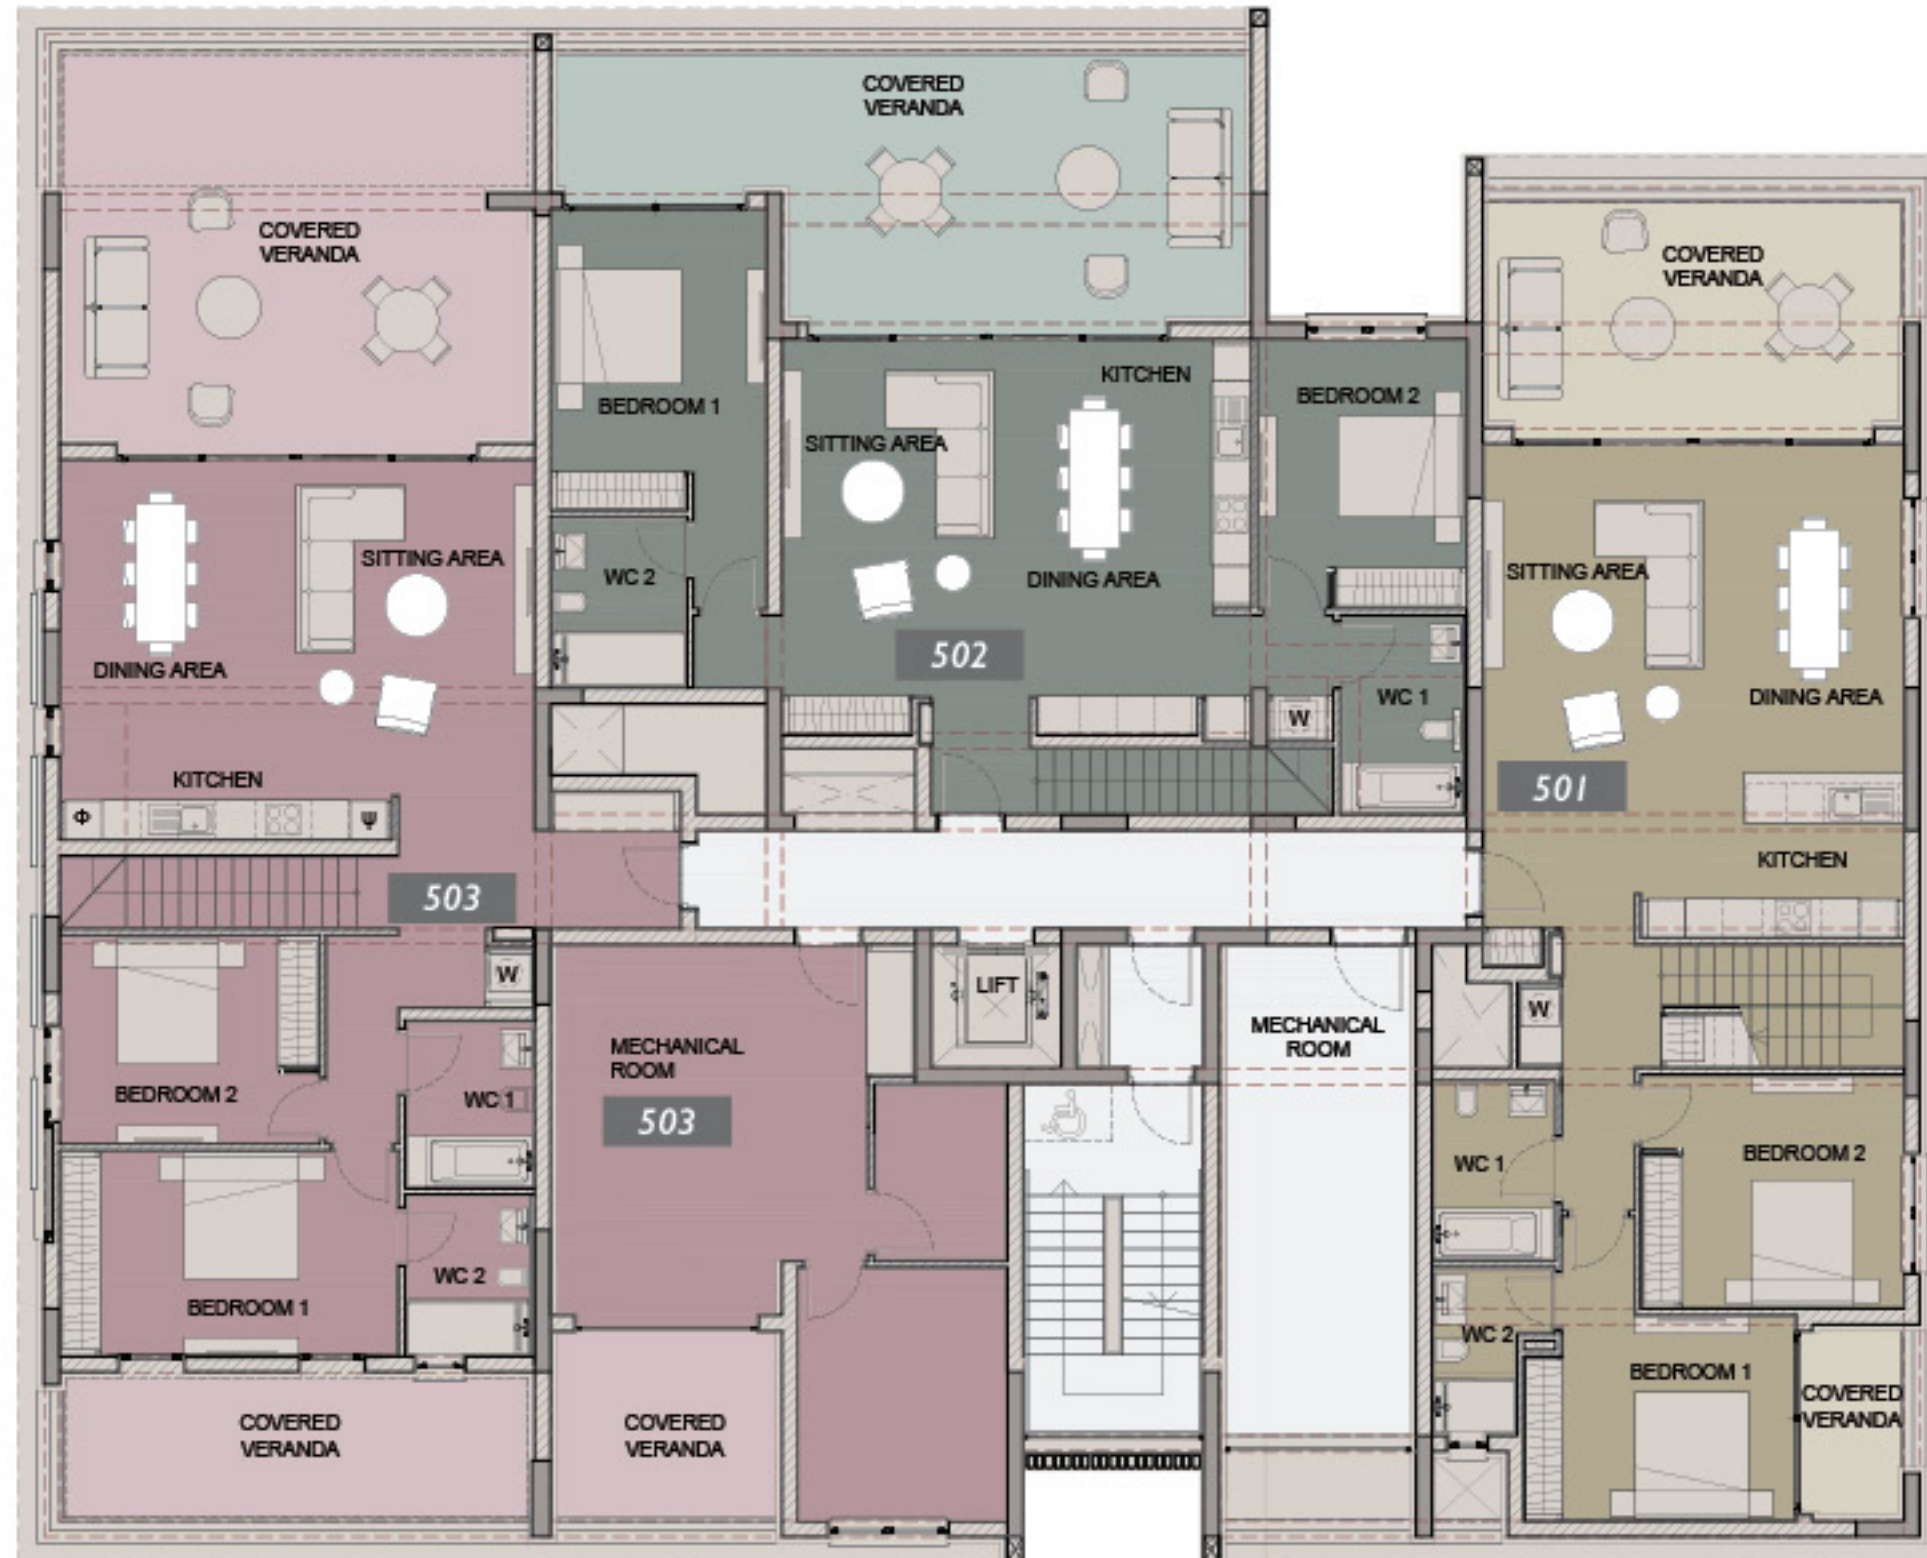 COVERED
VERANDA
COVERED
VERANDA
COVERED
VERANDA
KITCHEN
BEDROOM 1
BEDROOM 2
SITTING AREA
SITTING AREA
WC 2
DINING AREA
SITTING AREA
502
DINING AREA
WC 1
DINING AREA
W
KITCHEN
501
Φ
Ψ
KITCHEN
503
W
LIFT
W
MECHANICAL
ROOM
MECHANICAL
ROOM
BEDROOM 2
WC 1
503
WC 1
BEDROOM 2
WC 2
BEDROOM 1
WC 2
BEDROOM 1
COVERED
VERANDA
COVERED
VERANDA
COVERED
VERANDA